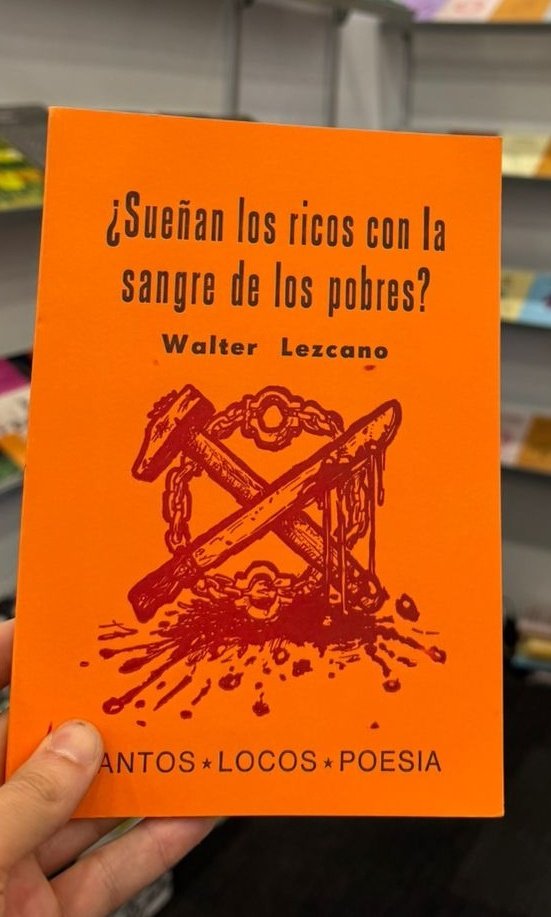 ¿Sueñan los ricos con la
sangre de los pobres?
Walter Lezcano
ANTOS★LOCOS★POESIA